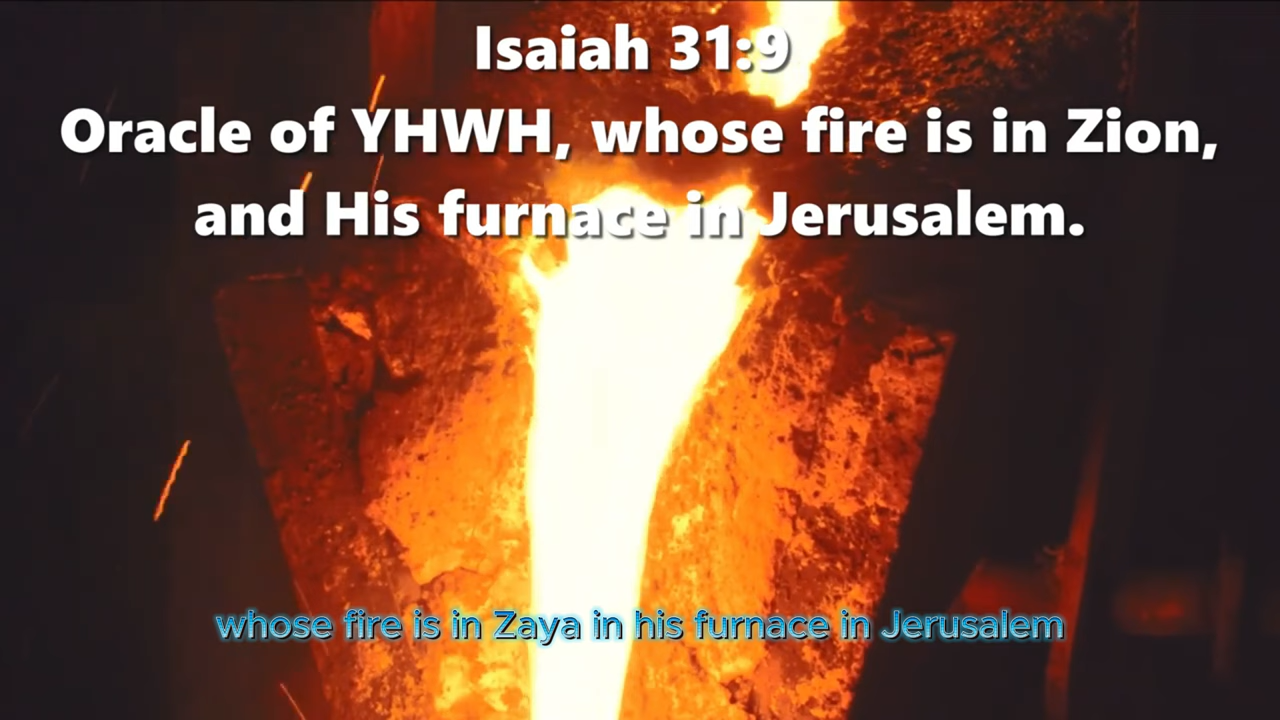 Isaiah 31:9
Oracle of YHWH, whose fire is in Zion,
and His furnace in Jerusalem.
whose fire is in Zaya in his furnace in Jerusalem